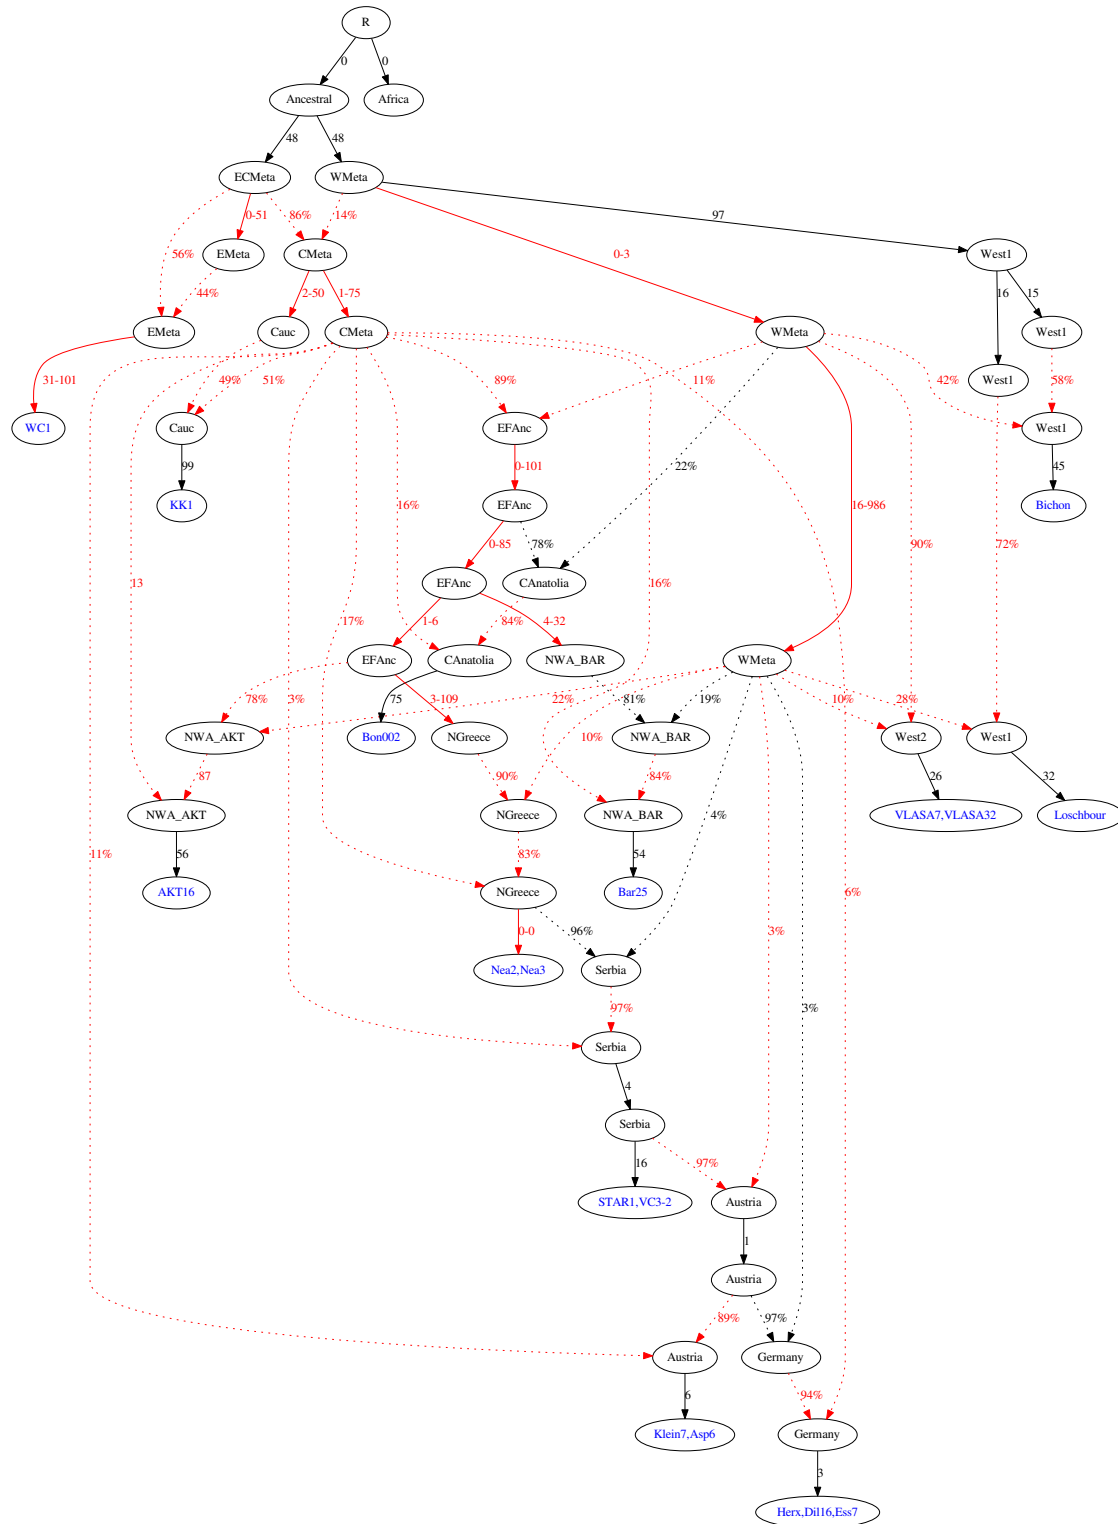 R
0 0
Ancestral Africa
48 48
ECMeta WMeta
97
0-51 86% 14%
56% EMeta CMeta 0-3 West1
44% 2-50 1-75 16 15
EMeta Cauc CMeta WMeta West1
31-101 49% 51% 89% 11% 42% 58% West1
WC1 Cauc EFAnc West1
99 0-101 22% 45
KK1 EFAnc 16% 16-986 Bichon
0-85 78% 90% 72%
13 EFAnc CAnatolia 16%
17% 1-6 84% 4-32
EFAnc CAnatolia NWA_BAR WMeta
78% 3% 3-109 75 22% 81% 19% 10% 28%
NWA_AKT Bon002 NGreece 10% NWA_BAR West2 West1
87 90% 84% 26 32
NWA_AKT NGreece NWA_BAR 4% VLASA7,VLASA32 Loschbour
11% 56 83% 54
AKT16 NGreece Bar25 6%
0-0 96% 3%
Nea2,Nea3 Serbia
97% 3%
Serbia
4
Serbia
16 97%
STAR1,VC3-2 Austria
1
Austria
89% 97%
Austria Germany
6 94%
Klein7,Asp6 Germany
3
Herx,Dil16,Ess7